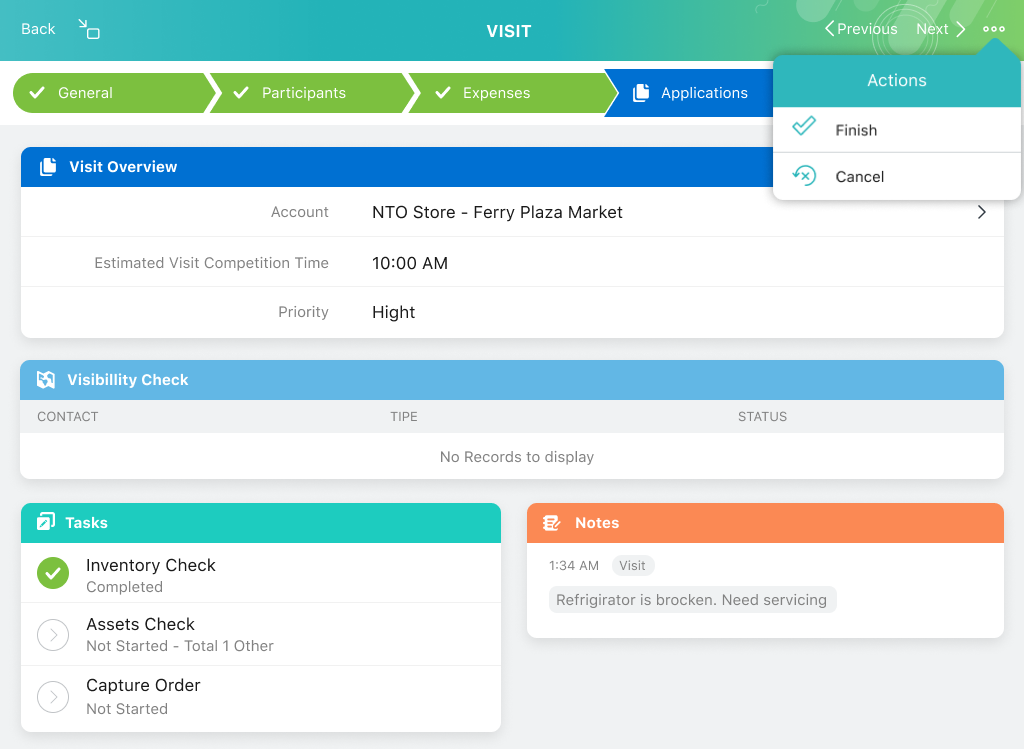 Back
VISIT
Previous
Next
General
Participants
Expenses
Applications
Actions
Finish
Cancel
Visit Overview
Account NTO Store - Ferry Plaza Market
Estimated Visit Competition Time 10:00 AM
Priority Hight
Visibillity Check
CONTACT TIPE STATUS
No Records to display
Tasks
Inventory Check
Completed
Assets Check
Not Started - Total 1 Other
Capture Order
Not Started
Notes
1:34 AM Visit
Refrigirator is brocken. Need servicing